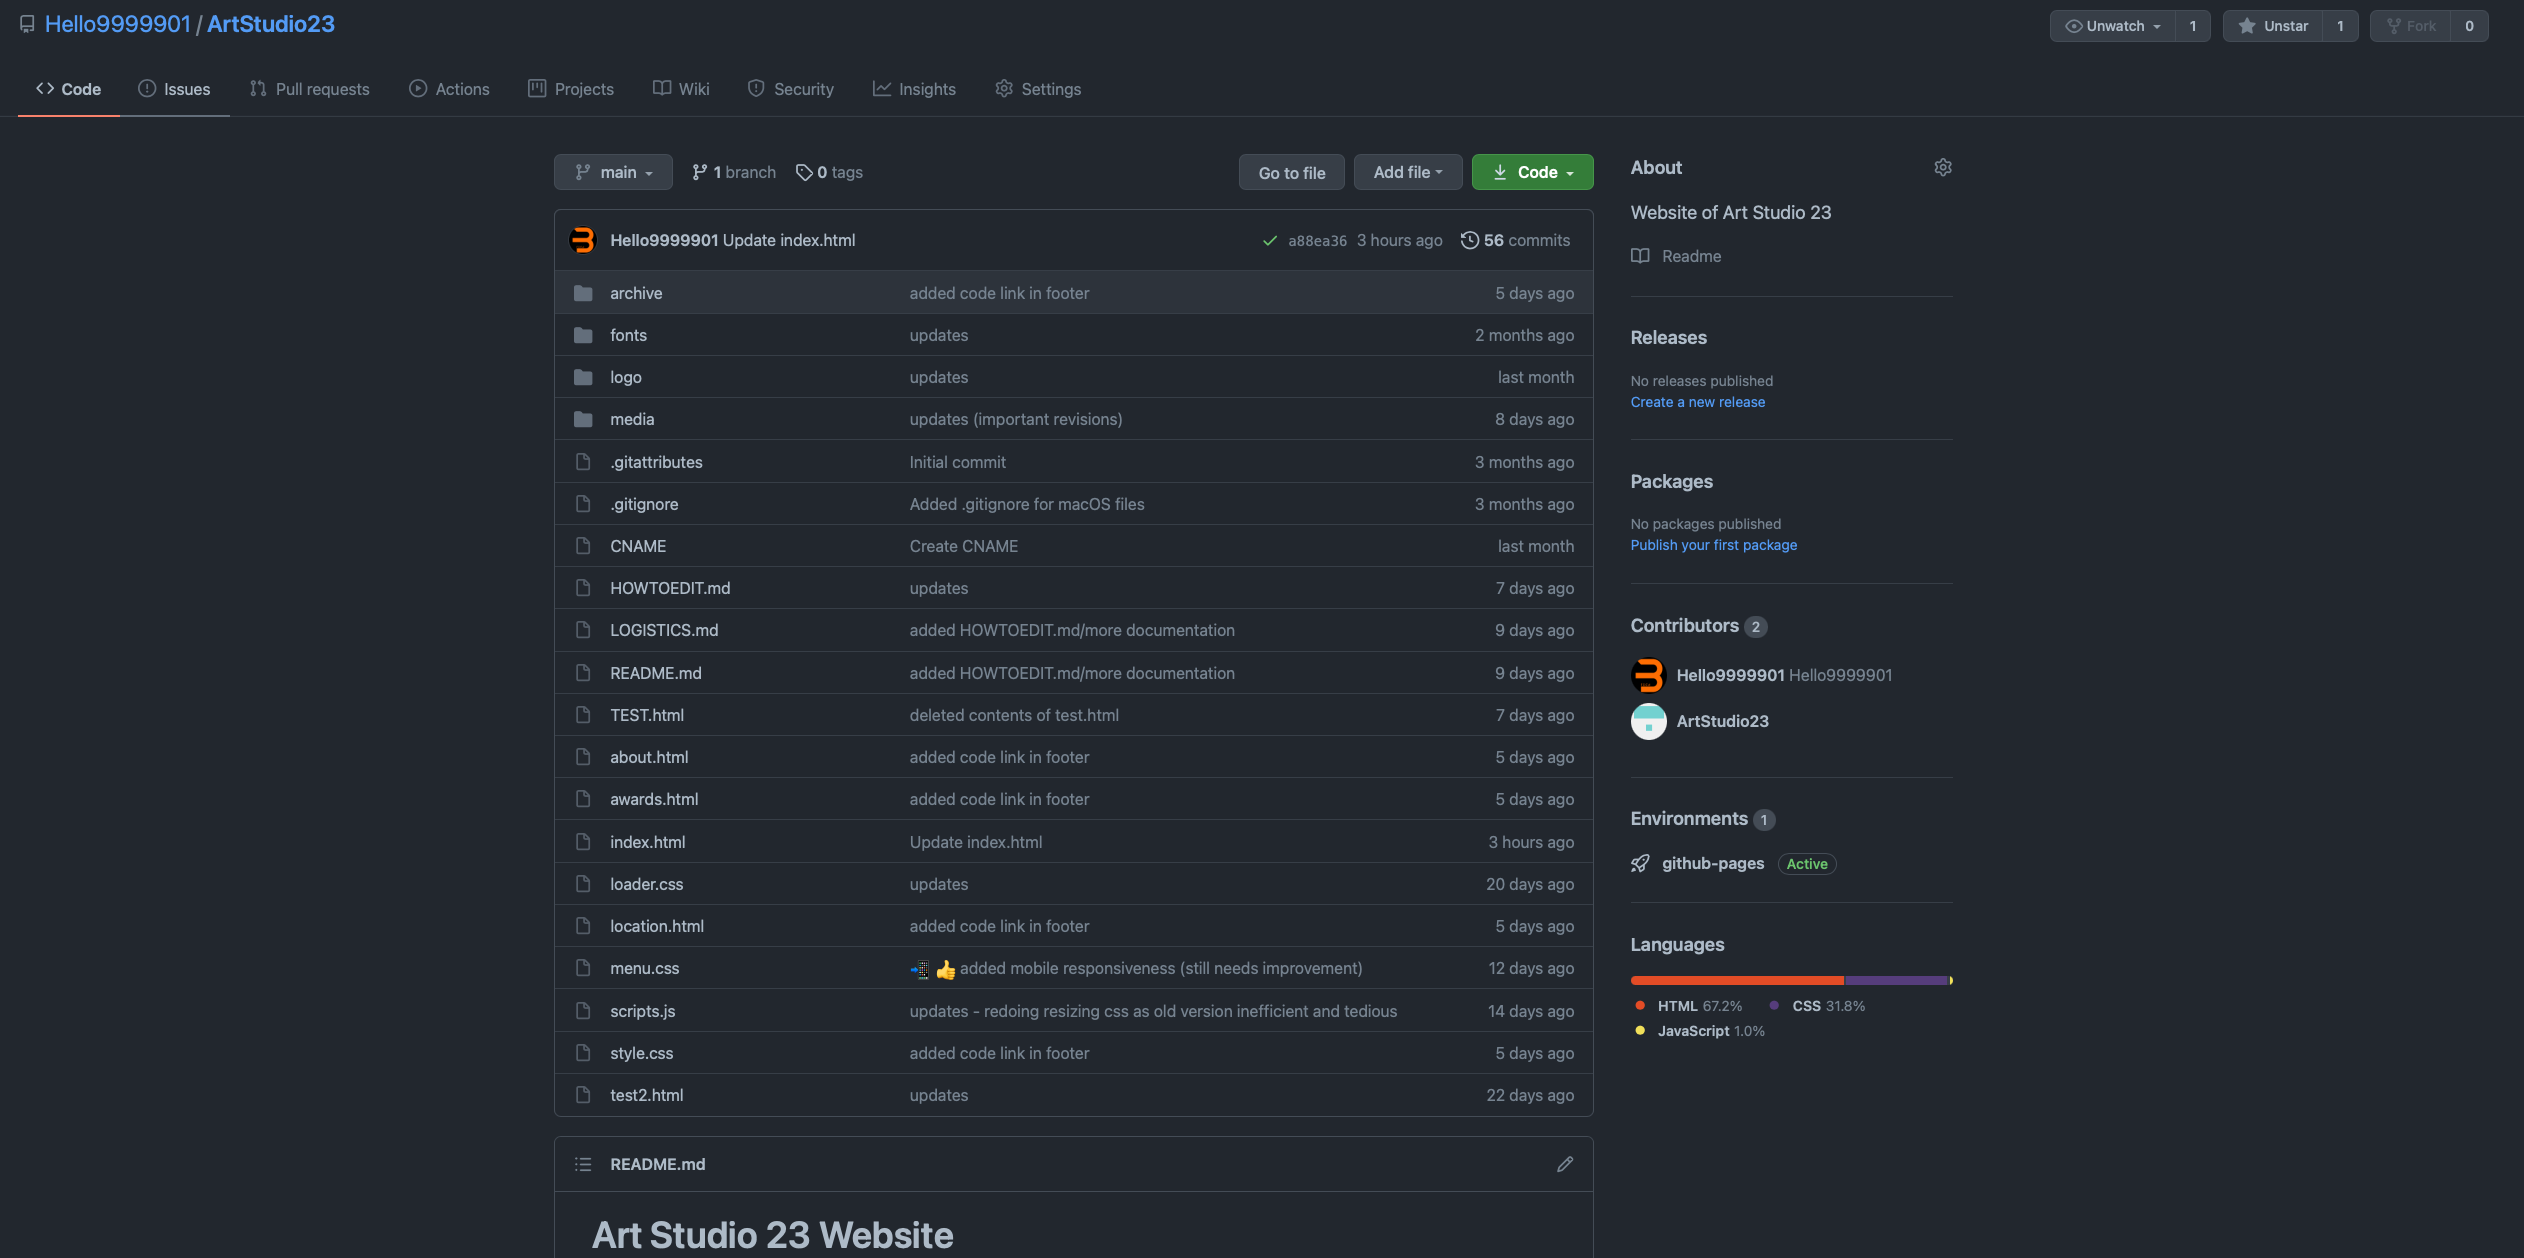 Hello9999901 / ArtStudio23
Unwatch 1 Unstar 1 Fork 0
Code Issues Pull requests Actions Projects Wiki Security Insights Settings
main 1 branch 0 tags Go to file Add file Code
Hello9999901 Update index.html a88ea36 3 hours ago 56 commits
archive added code link in footer 5 days ago
fonts updates 2 months ago
logo updates last month
media updates (important revisions) 8 days ago
.gitattributes Initial commit 3 months ago
.gitignore Added .gitignore for macOS files 3 months ago
CNAME Create CNAME last month
HOWTOEDIT.md updates 7 days ago
LOGISTICS.md added HOWTOEDIT.md/more documentation 9 days ago
README.md added HOWTOEDIT.md/more documentation 9 days ago
TEST.html deleted contents of test.html 7 days ago
about.html added code link in footer 5 days ago
awards.html added code link in footer 5 days ago
index.html Update index.html 3 hours ago
loader.css updates 20 days ago
location.html added code link in footer 5 days ago
menu.css 📲 👍 added mobile responsiveness (still needs improvement) 12 days ago
scripts.js updates - redoing resizing css as old version inefficient and tedious 14 days ago
style.css added code link in footer 5 days ago
test2.html updates 22 days ago
README.md
Art Studio 23 Website
About
Website of Art Studio 23
Readme
Releases
No releases published
Create a new release
Packages
No packages published
Publish your first package
Contributors 2
Hello9999901 Hello9999901
ArtStudio23
Environments 1
github-pages Active
Languages
HTML 67.2% CSS 31.8%
JavaScript 1.0%